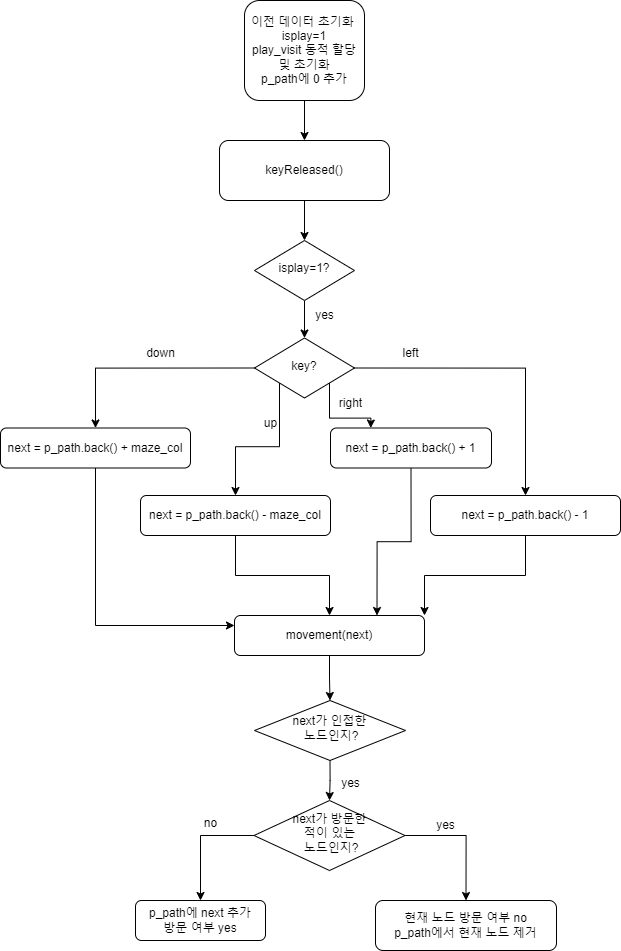 이전 데이터 초기화
isplay=1
play_visit 동적 할당
및 초기화
p_path에 0 추가
keyReleased()
isplay=1?
yes
key?
down
left
up
right
next = p_path.back() + maze_col
next = p_path.back() + 1
next = p_path.back() - maze_col
next = p_path.back() - 1
movement(next)
next가 인접한
노드인지?
yes
next가 방문한
적이 있는
노드인지?
no
yes
p_path에 next 추가
방문 여부 yes
현재 노드 방문 여부 no
p_path에서 현재 노드 제거